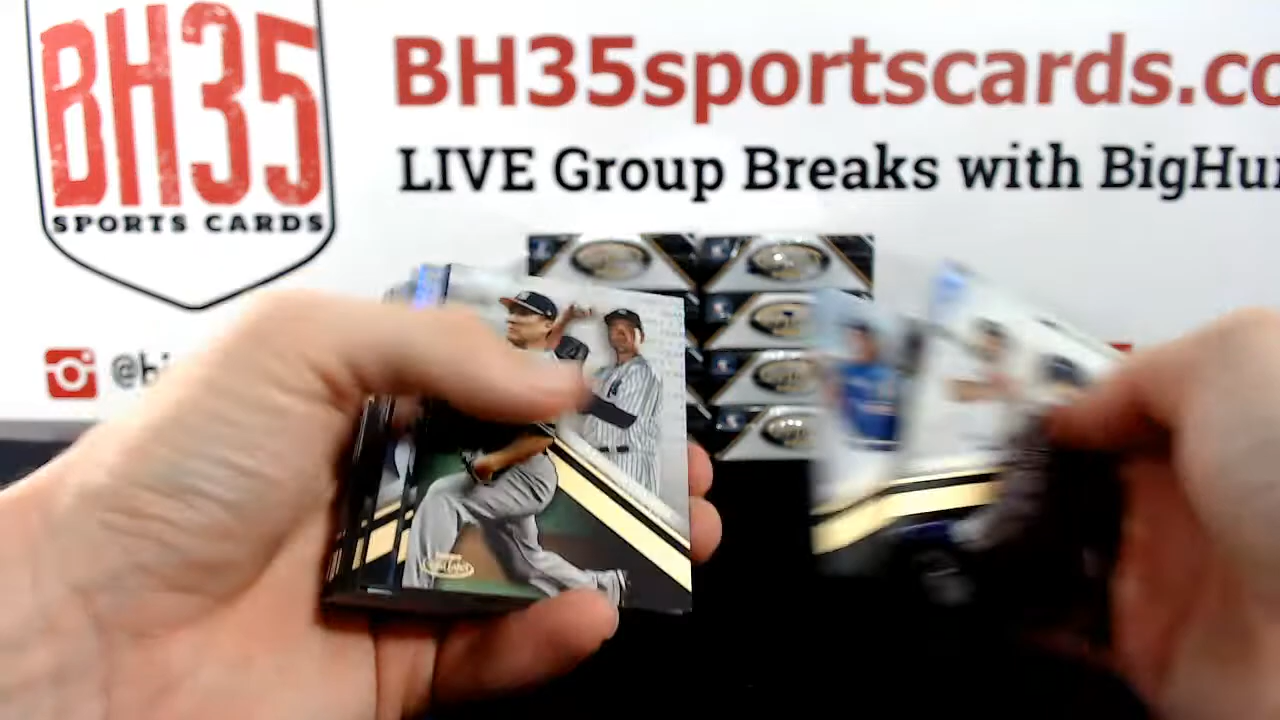 BH35
SPORTS CARDS
BH35sportscards.co
LIVE Group Breaks with BigHu
@b